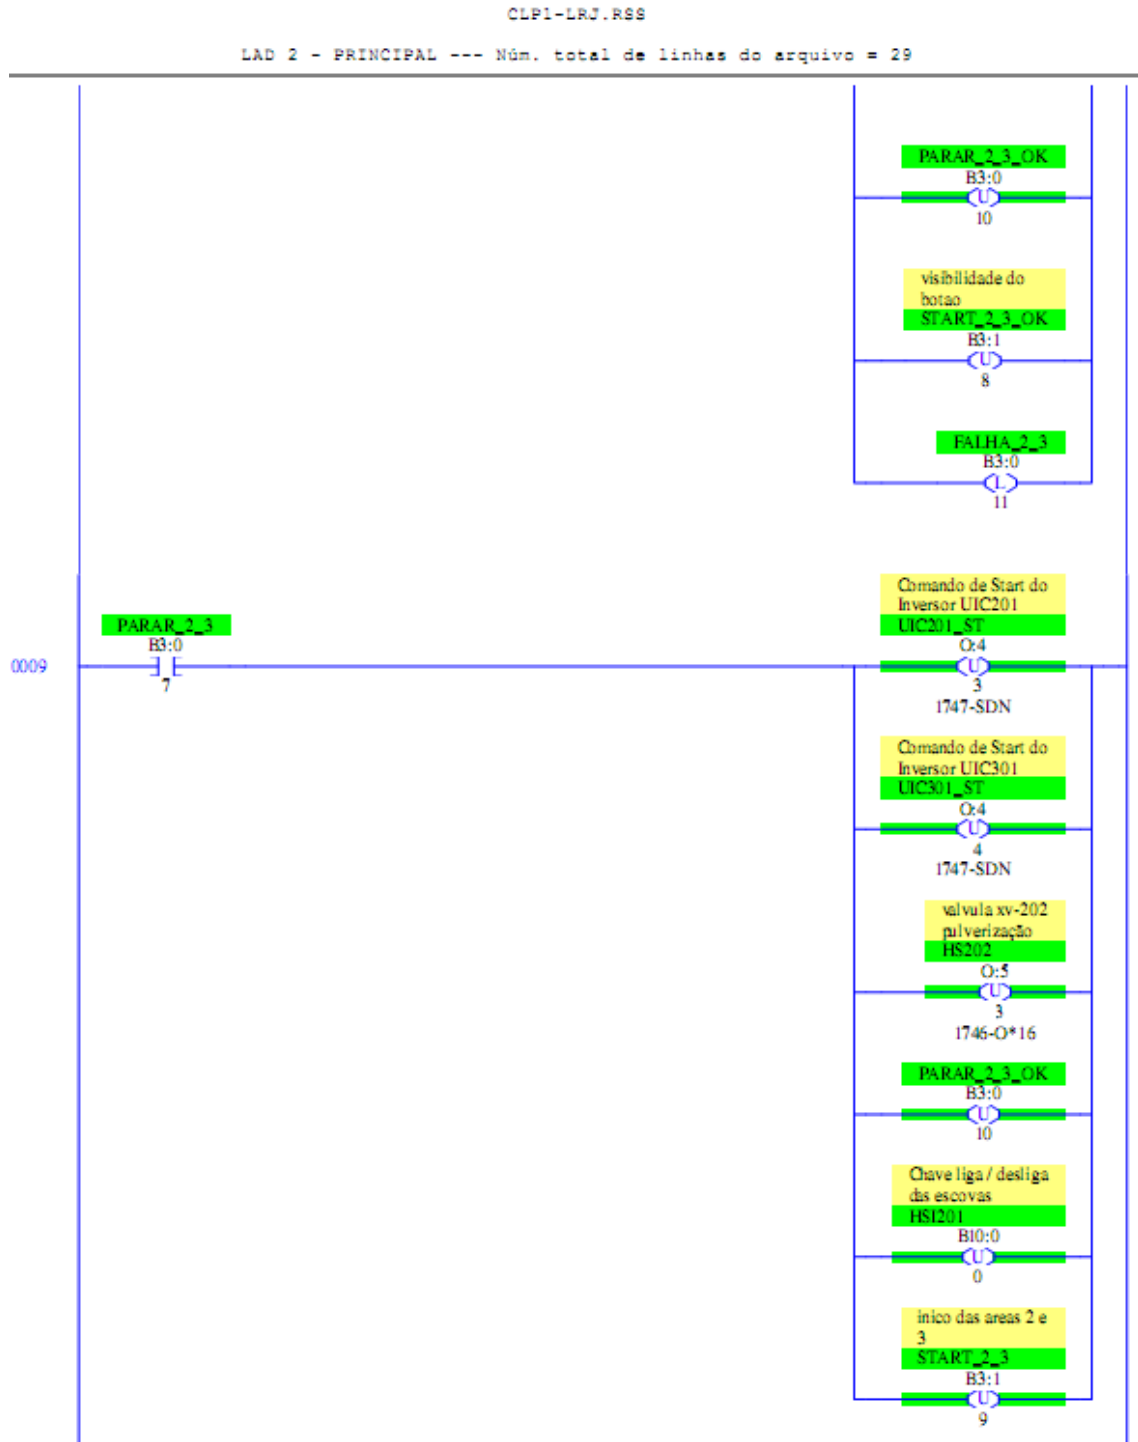 CLP1-LRJ.RSS
LAD 2 - PRINCIPAL --- Núm. total de linhas do arquivo = 29
PARAR_2_3_OK
B3:0
U
10
visibilidade do
botao
START_2_3_OK
B3:1
U
8
FALHA_2_3
B3:0
L
11
0009
PARAR_2_3
B3:0
7
Comando de Start do
Inversor UIC201
UIC201_ST
O:4
U
3
1747-SDN
Comando de Start do
Inversor UIC301
UIC301_ST
O:4
U
4
1747-SDN
valvula xv-202
pulverização
HS202
O:5
U
3
1746-O*16
PARAR_2_3_OK
B3:0
U
10
Chave liga / desliga
das escovas
HSI201
B10:0
U
0
inico das areas 2 e
3
START_2_3
B3:1
U
9